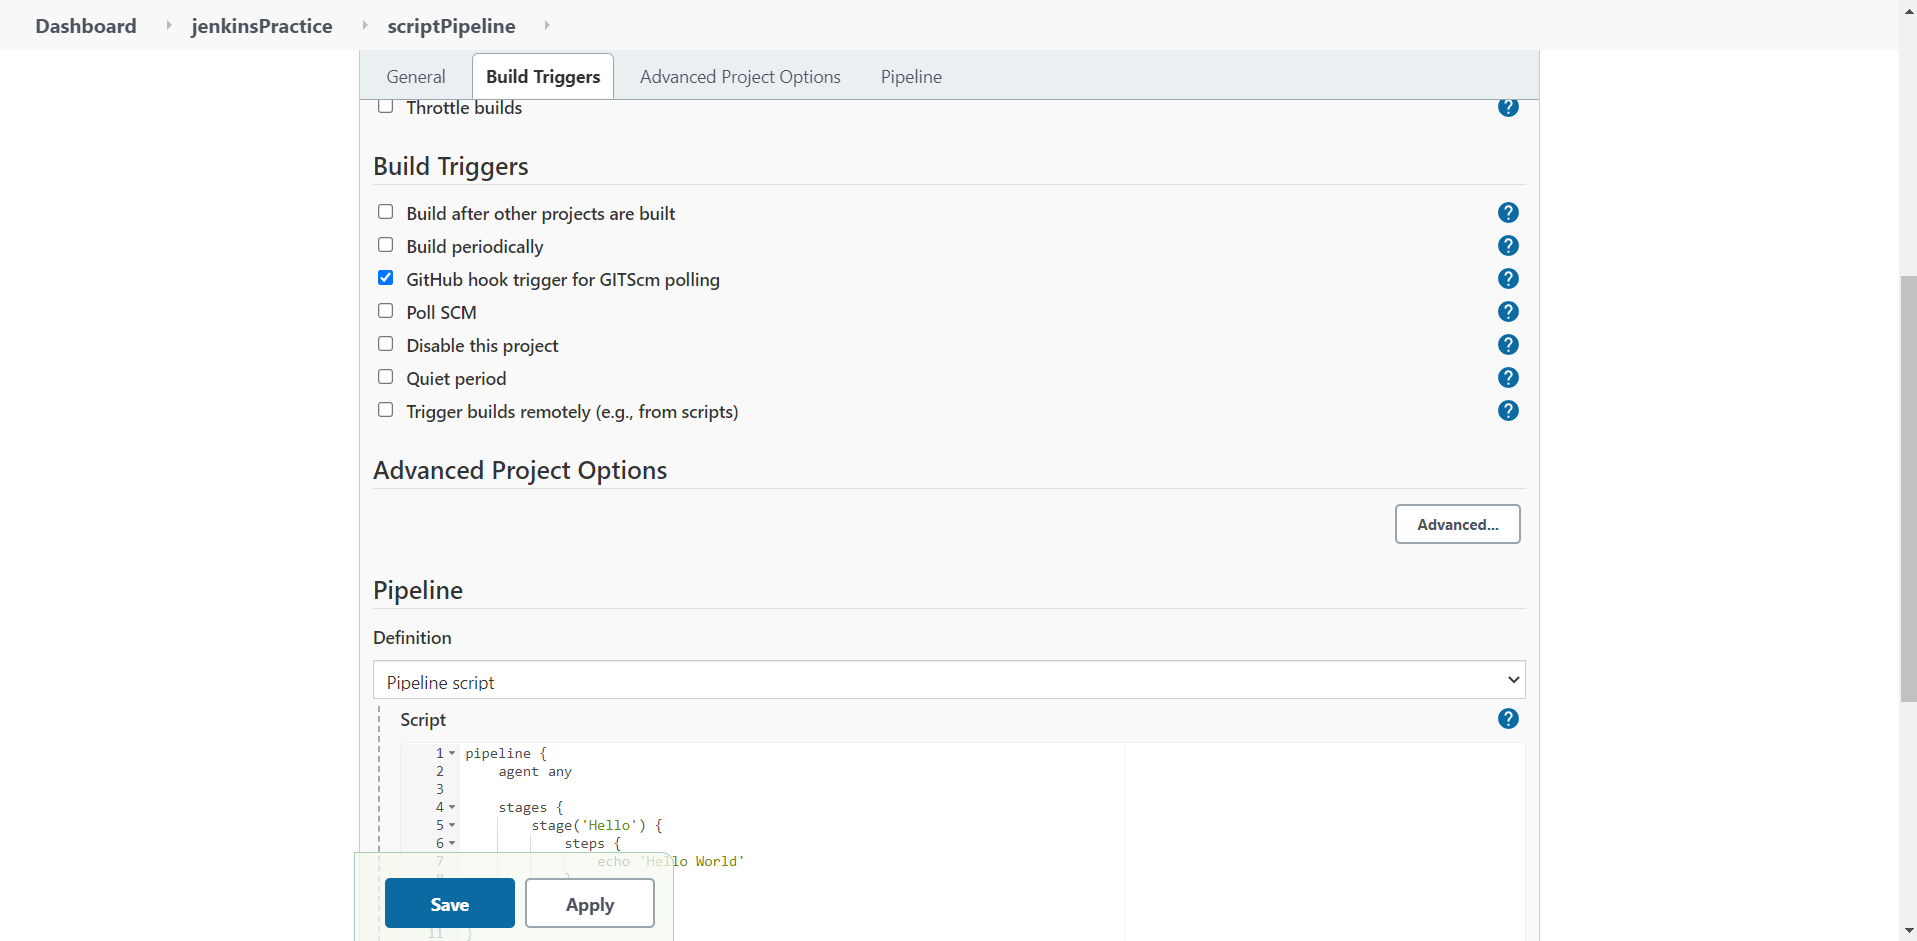 Dashboard jenkinsPractice scriptPipeline
General Build Triggers Advanced Project Options Pipeline
Throttle builds ?
Build Triggers
Build after other projects are built ?
Build periodically ?
GitHub hook trigger for GITScm polling ?
Poll SCM ?
Disable this project ?
Quiet period ?
Trigger builds remotely (e.g., from scripts) ?
Advanced Project Options
Advanced...
Pipeline
Definition
Pipeline script
Script ?
1 pipeline {
2 agent any
3
4 stages {
5 stage('Hello') {
6 steps {
7 echo 'Hello World'
8 }
Save Apply
11 }